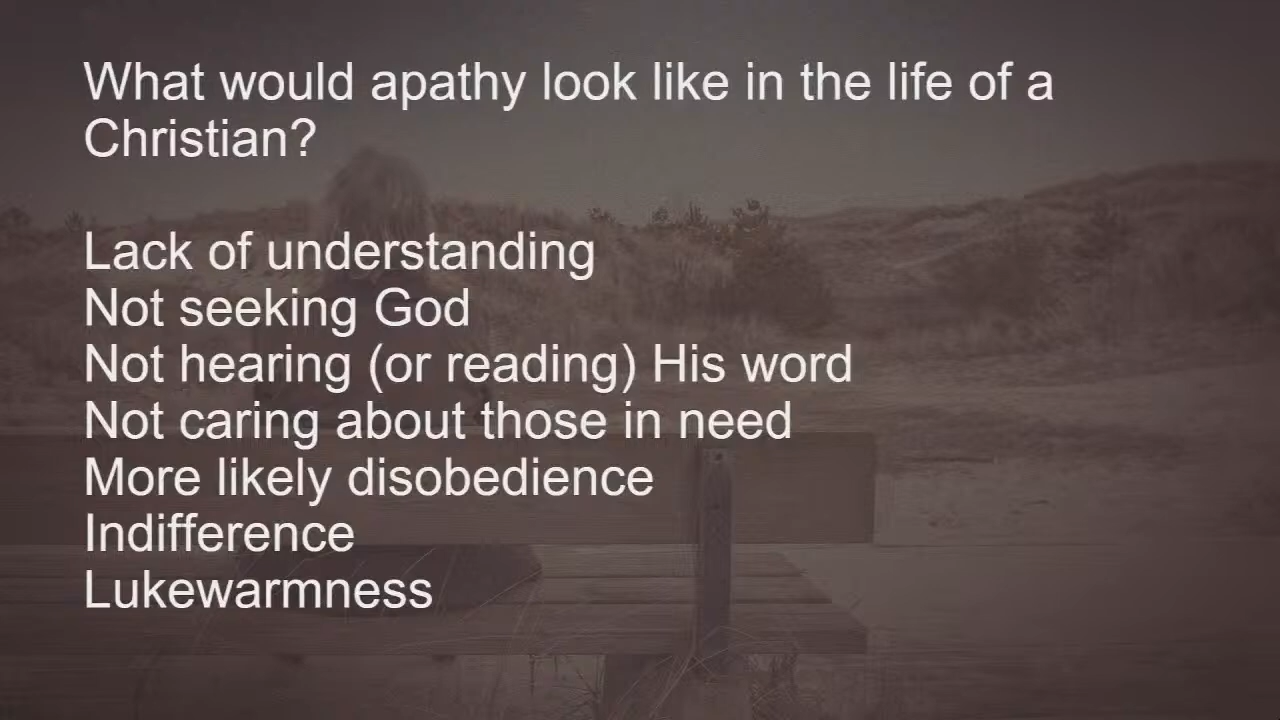 What would apathy look like in the life of a
Christian?
Lack of understanding
Not seeking God
Not hearing (or reading) His word
Not caring about those in need
More likely disobedience
Indifference
Lukewarmness